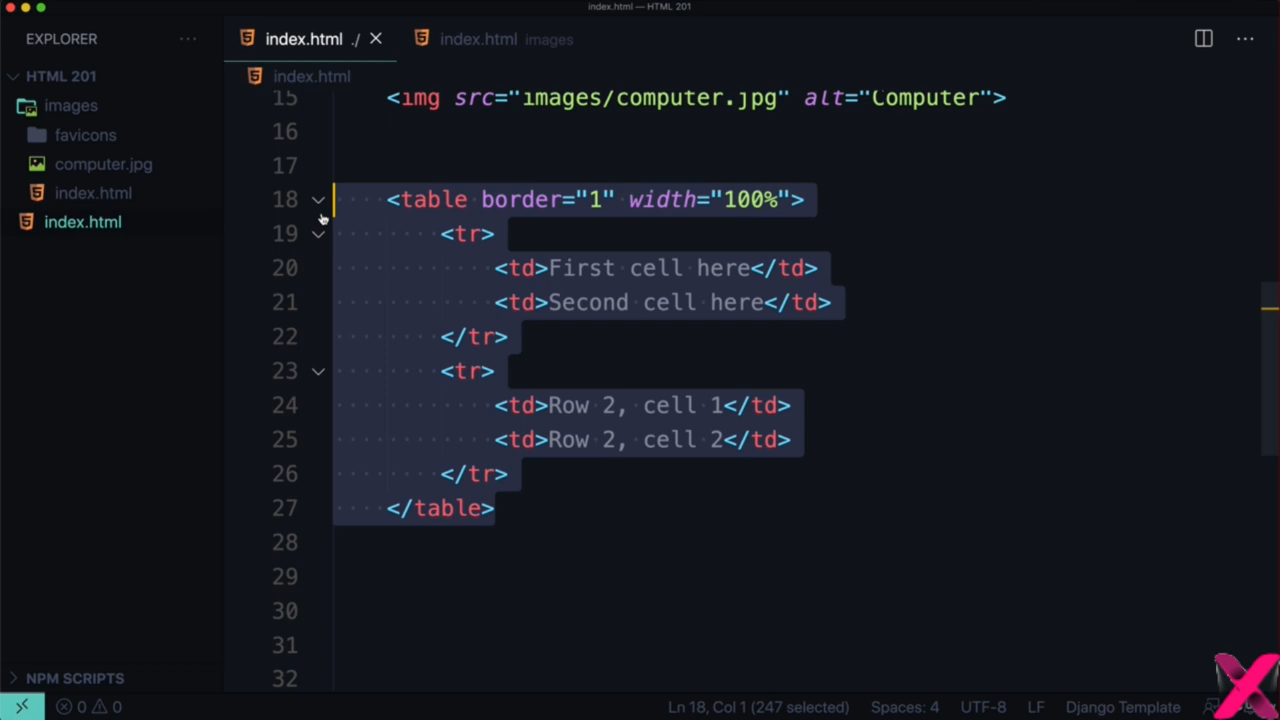 index.html — HTML 201
EXPLORER ···
index.html ./
index.html images
HTML 201
index.html
images
favicons
computer.jpg
index.html
index.html
15 <img src="images/computer.jpg" alt="Computer">
16
17
18 <table border="1" width="100%">
19 <tr>
20 <td>First cell here</td>
21 <td>Second cell here</td>
22 </tr>
23 <tr>
24 <td>Row 2, cell 1</td>
25 <td>Row 2, cell 2</td>
26 </tr>
27 </table>
28
29
30
31
32
NPM SCRIPTS
0 0 Ln 18, Col 1 (247 selected) Spaces: 4 UTF-8 LF Django Template